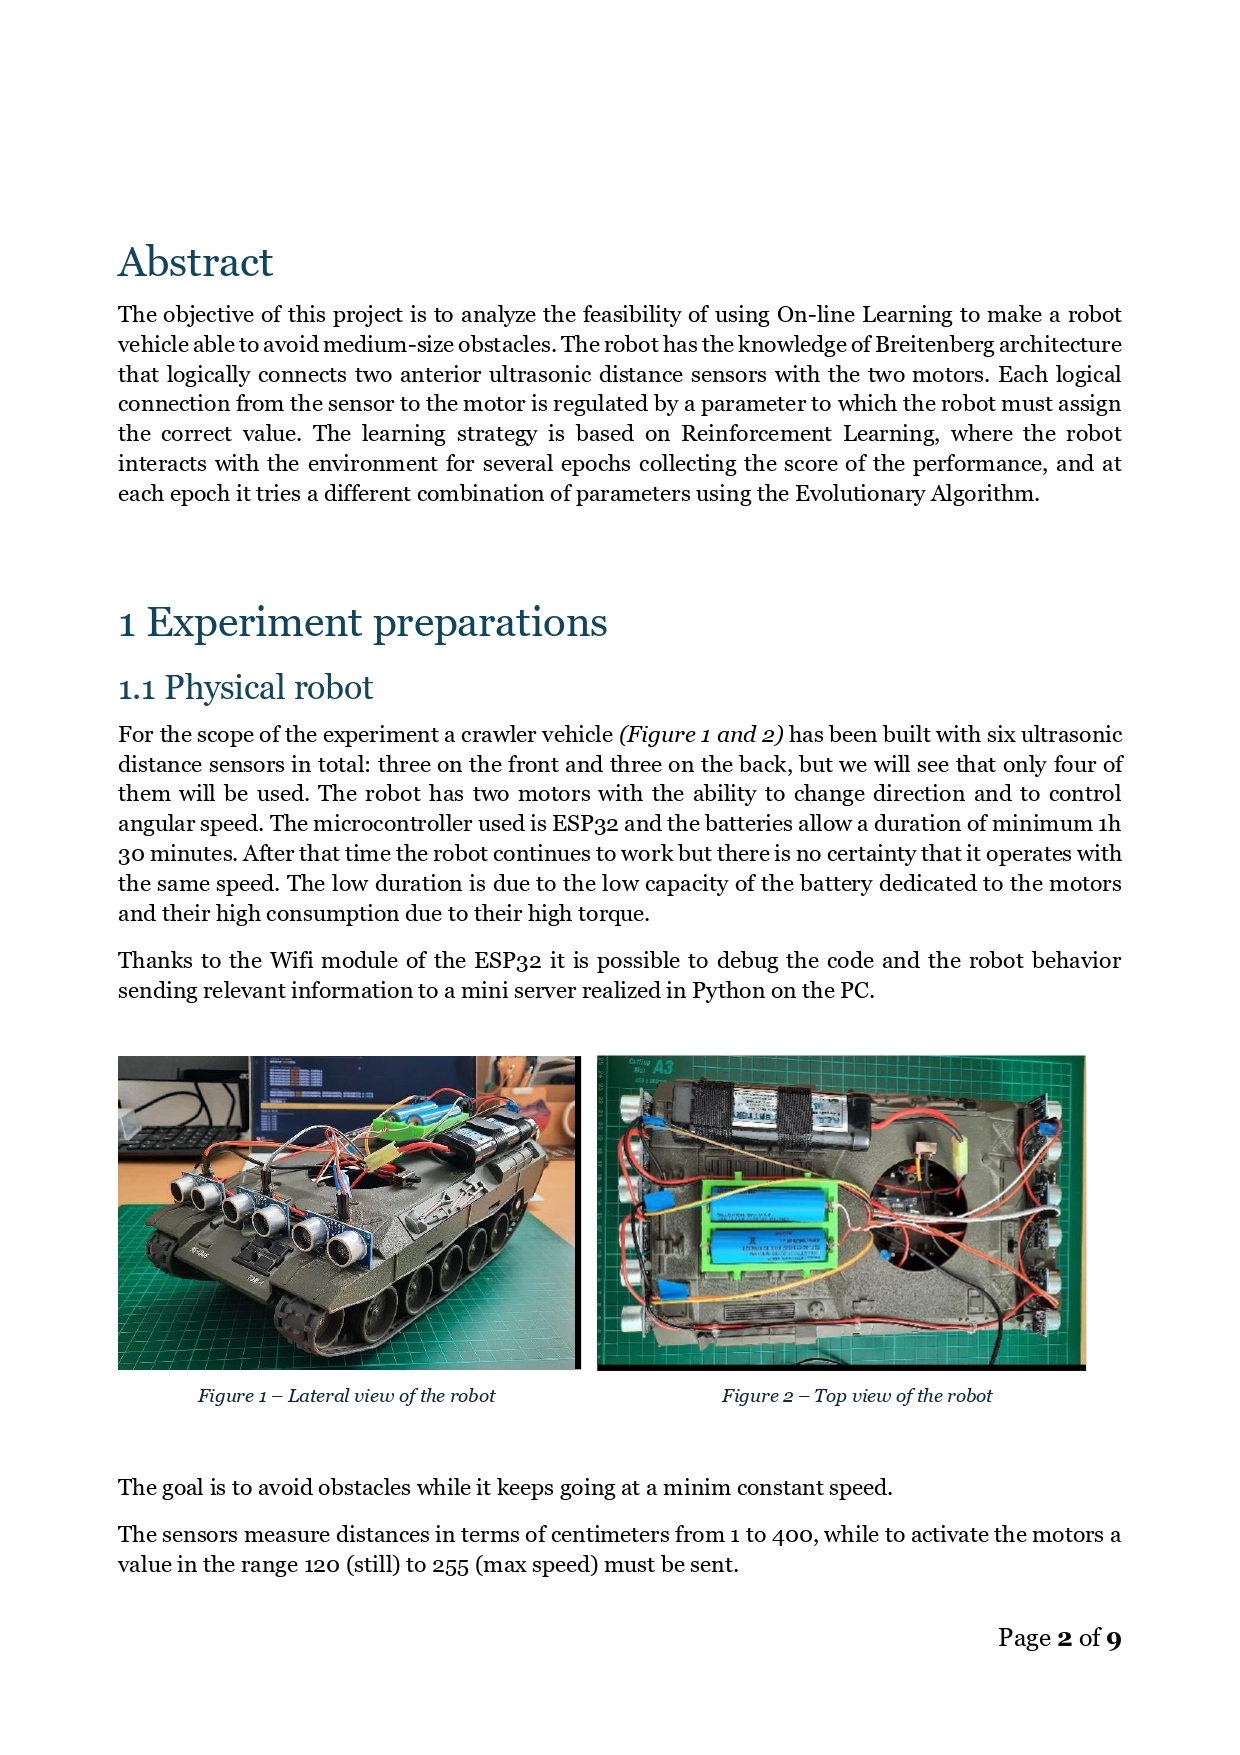 Abstract
The objective of this project is to analyze the feasibility of using On-line Learning to make a robot
vehicle able to avoid medium-size obstacles. The robot has the knowledge of Breitenberg architecture
that logically connects two anterior ultrasonic distance sensors with the two motors. Each logical
connection from the sensor to the motor is regulated by a parameter to which the robot must assign
the correct value. The learning strategy is based on Reinforcement Learning, where the robot
interacts with the environment for several epochs collecting the score of the performance, and at
each epoch it tries a different combination of parameters using the Evolutionary Algorithm.
1 Experiment preparations
1.1 Physical robot
For the scope of the experiment a crawler vehicle (Figure 1 and 2) has been built with six ultrasonic
distance sensors in total: three on the front and three on the back, but we will see that only four of
them will be used. The robot has two motors with the ability to change direction and to control
angular speed. The microcontroller used is ESP32 and the batteries allow a duration of minimum 1h
30 minutes. After that time the robot continues to work but there is no certainty that it operates with
the same speed. The low duration is due to the low capacity of the battery dedicated to the motors
and their high consumption due to their high torque.
Thanks to the Wifi module of the ESP32 it is possible to debug the code and the robot behavior
sending relevant information to a mini server realized in Python on the PC.
A3
Figure 1 – Lateral view of the robot
Figure 2 – Top view of the robot
The goal is to avoid obstacles while it keeps going at a minim constant speed.
The sensors measure distances in terms of centimeters from 1 to 400, while to activate the motors a
value in the range 120 (still) to 255 (max speed) must be sent.
Page 2 of 9